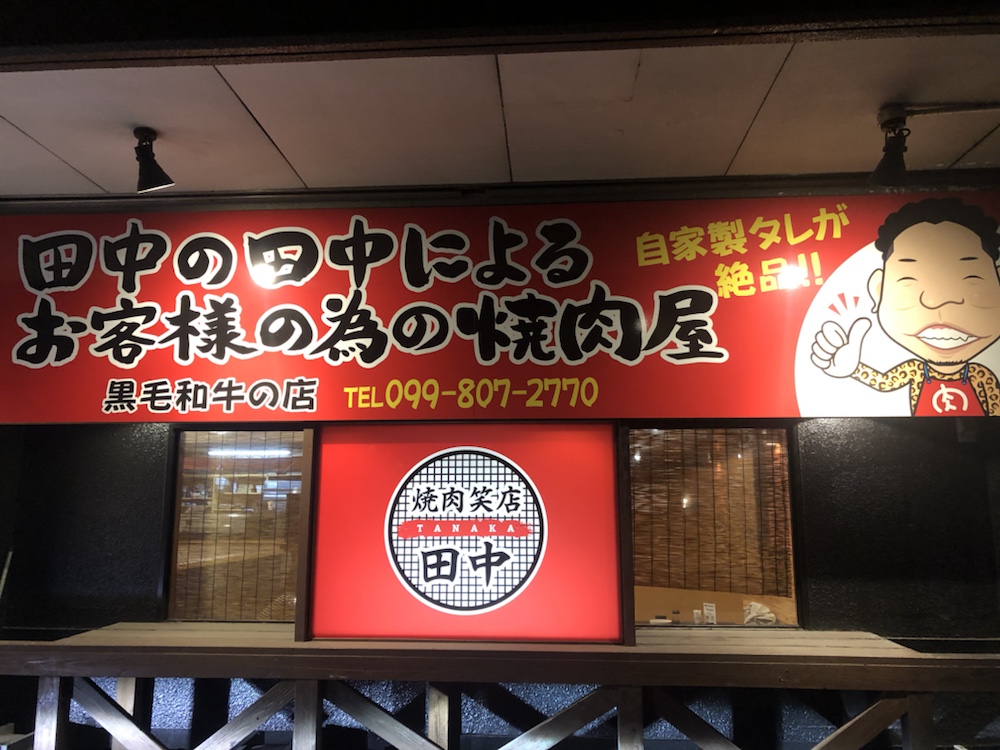 田中の田中による
お客様の為の焼肉屋
自家製タレが
絶品!!
黒毛和牛の店
TEL099-807-2770
肉
焼肉笑店
TANAKA
田中